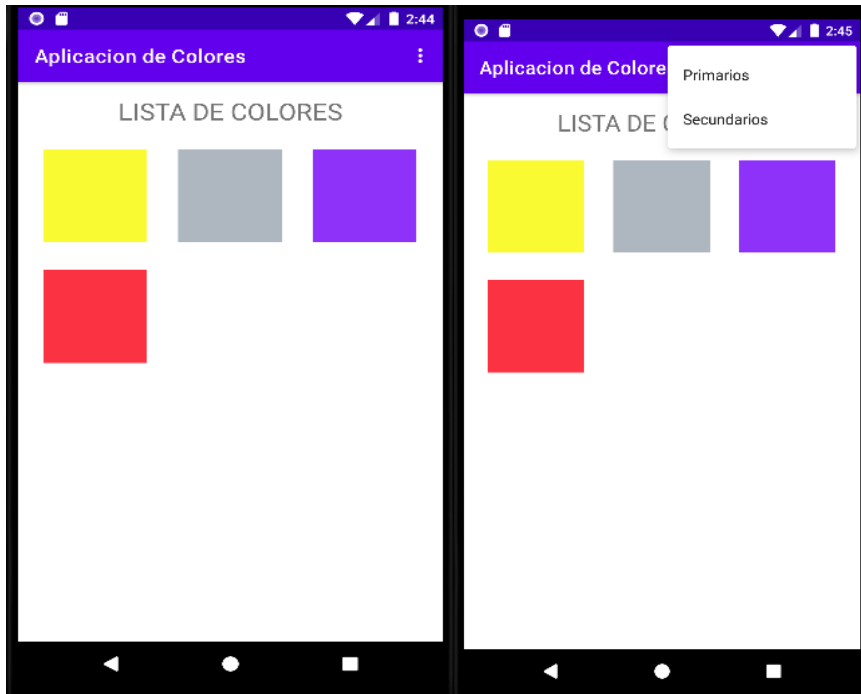 2:44
Aplicacion de Colores
LISTA DE COLORES
2:45
Aplicacion de Colore
Primarios
LISTA DE C
Secundarios